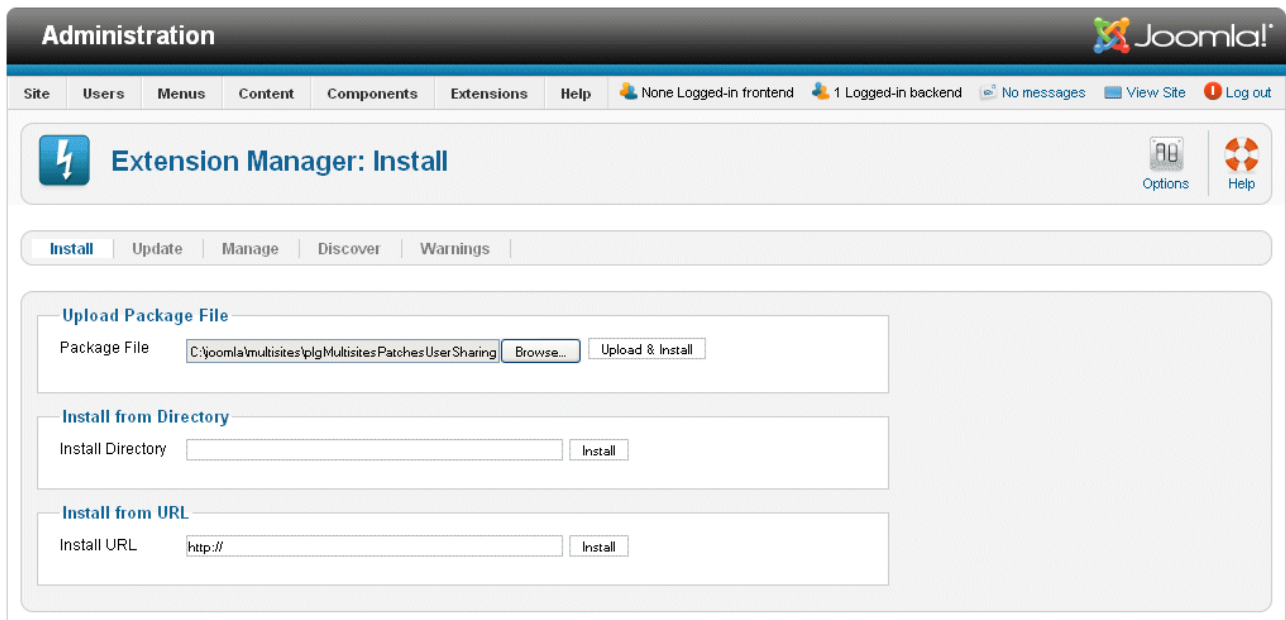 Administration
Joomla!
Site Users Menus Content Components Extensions Help None Logged-in frontend 1 Logged-in backend No messages View Site Log out
Extension Manager: Install
Options Help
Install Update Manage Discover Warnings
Upload Package File
Package File C:\joomla\multisites\plgMultisitesPatchesUserSharing Browse... Upload & Install
Install from Directory
Install Directory Install
Install from URL
Install URL http:// Install